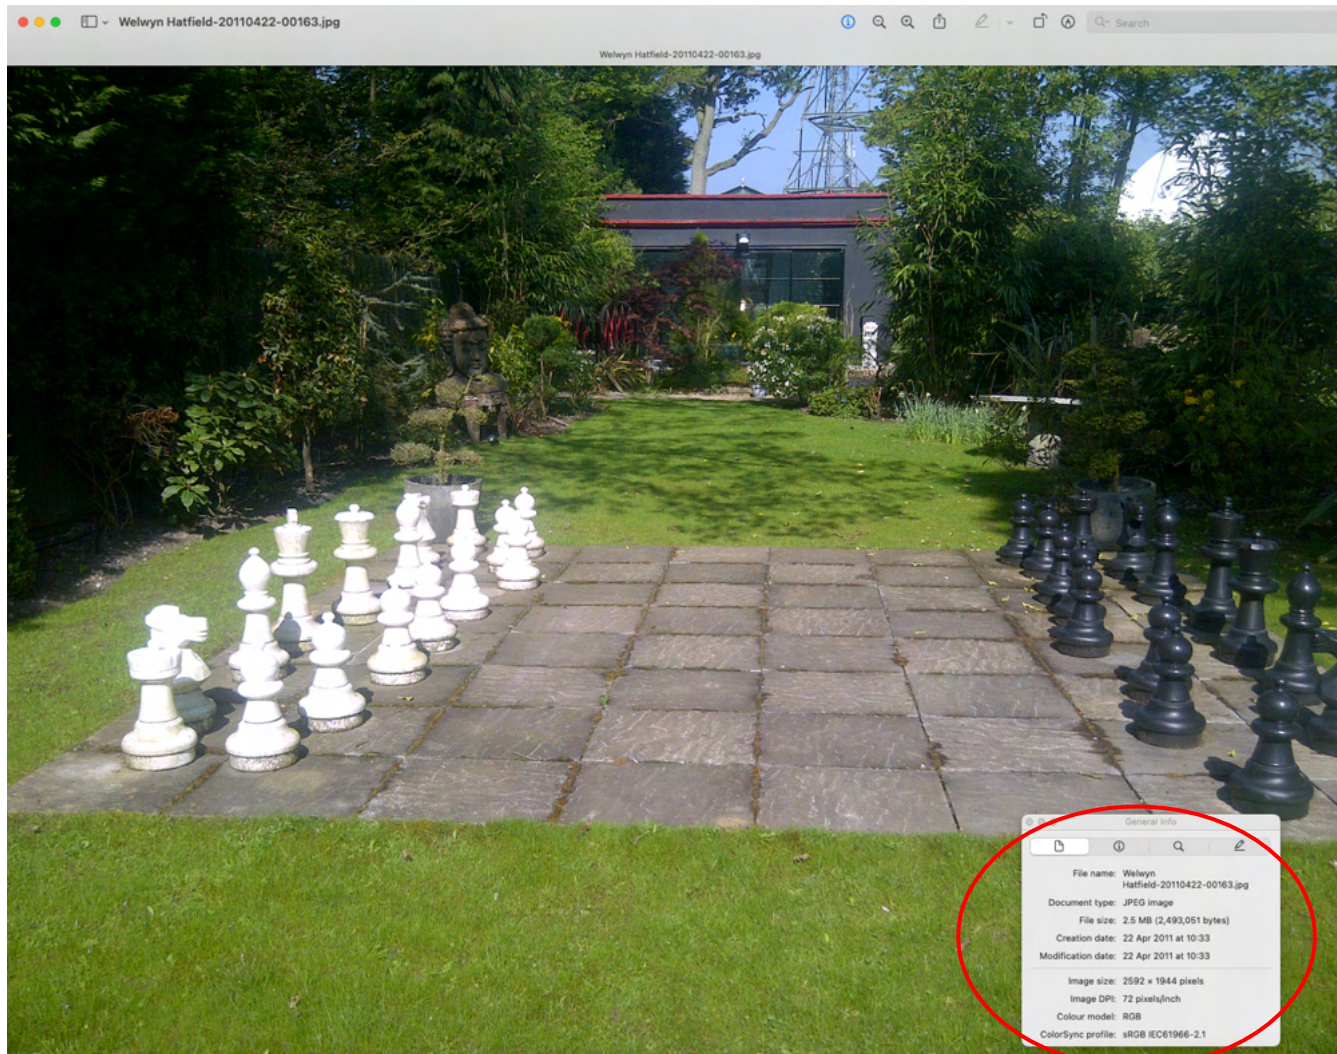 Welwyn Hatfield-20110422-00163.jpg
Search
Welwyn Hatfield-20110422-00163.jpg
General Info
File name: Welwyn
Hatfield-20110422-00163.jpg
Document type: JPEG image
File size: 2.5 MB (2,493,051 bytes)
Creation date: 22 Apr 2011 at 10:33
Modification date: 22 Apr 2011 at 10:33
Image size: 2592 × 1944 pixels
Image DPI: 72 pixels/inch
Colour model: RGB
ColorSync profile: sRGB IEC61966-2.1